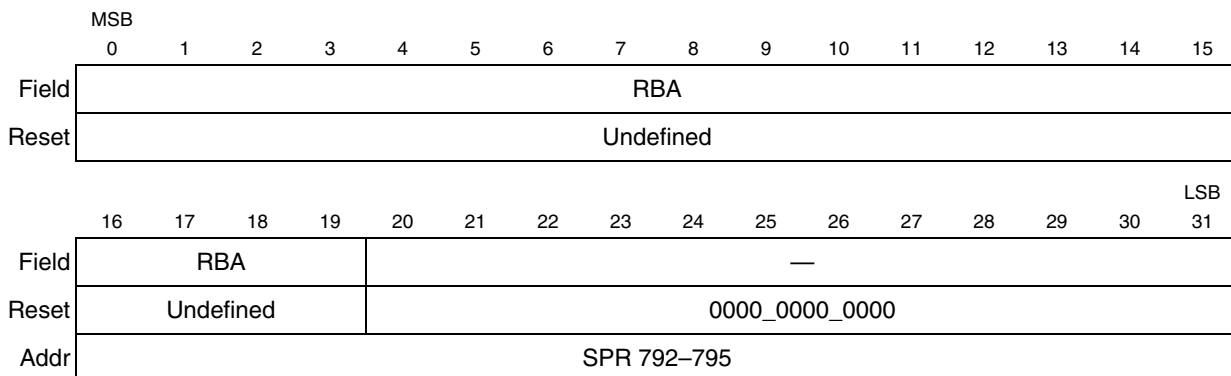 MSB
0 1 2 3 4 5 6 7 8 9 10 11 12 13 14 15
Field RBA
Reset Undefined
LSB
16 17 18 19 20 21 22 23 24 25 26 27 28 29 30 31
Field RBA —
Reset Undefined 0000_0000_0000
Addr SPR 792–795